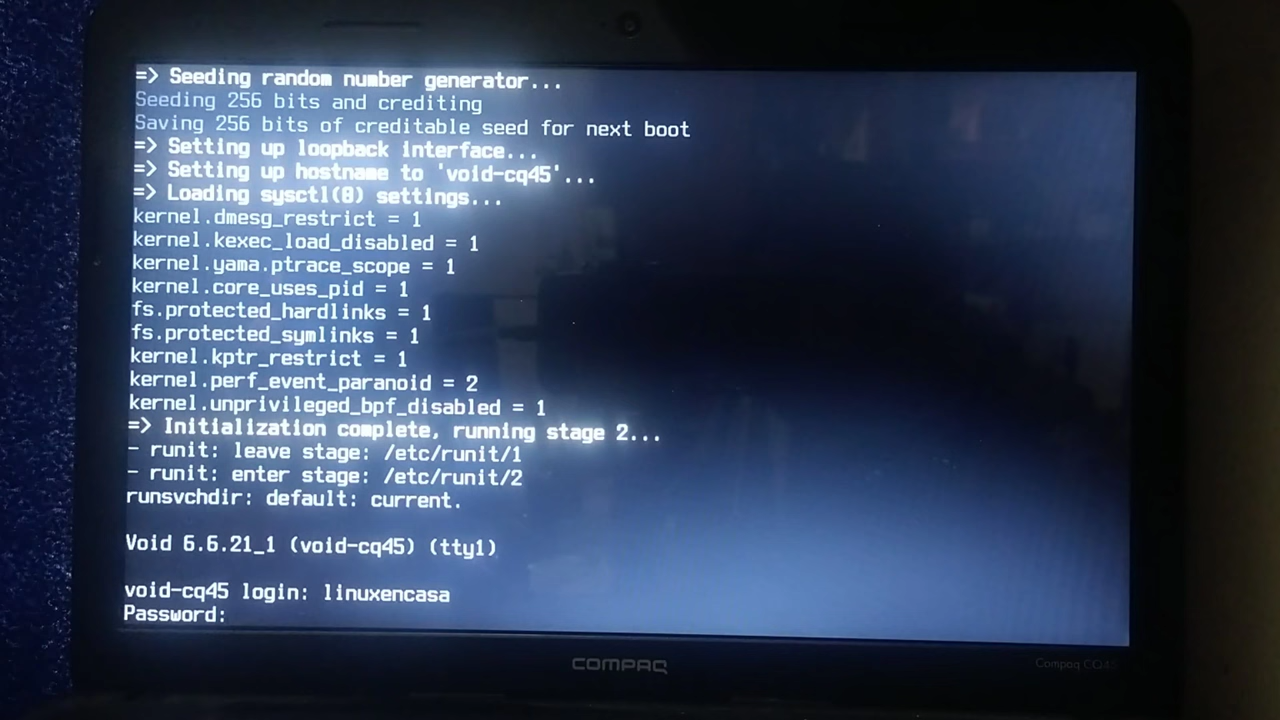 => Seeding random number generator...
Seeding 256 bits and crediting
Saving 256 bits of creditable seed for next boot
=> Setting up loopback interface...
=> Setting up hostname to 'void-cq45'...
=> Loading sysctl(8) settings...
kernel.dmesg_restrict = 1
kernel.kexec_load_disabled = 1
kernel.yama.ptrace_scope = 1
kernel.core_uses_pid = 1
fs.protected_hardlinks = 1
fs.protected_symlinks = 1
kernel.kptr_restrict = 1
kernel.perf_event_paranoid = 2
kernel.unprivileged_bpf_disabled = 1
=> Initialization complete, running stage 2...
- runit: leave stage: /etc/runit/1
- runit: enter stage: /etc/runit/2
runsvchdir: default: current.
Void 6.6.21_1 (void-cq45) (tty1)
void-cq45 login: linuxencasa
Password:
COMPAQ
Compaq CQ45